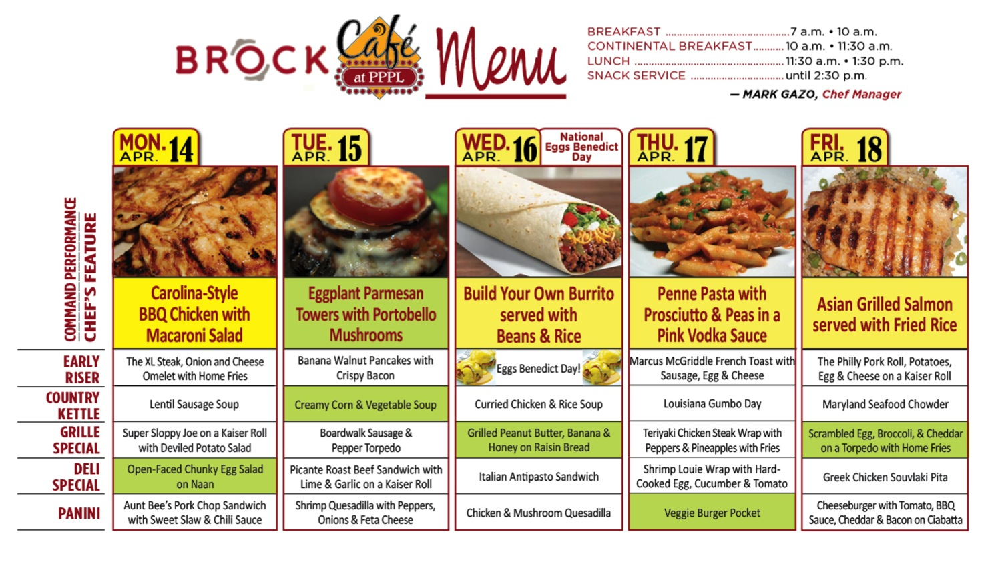 BROCK Café at PPPL Menu
BREAKFAST ..............................................7 a.m. • 10 a.m.
CONTINENTAL BREAKFAST...........10 a.m. • 11:30 a.m.
LUNCH .......................................................11:30 a.m. • 1:30 p.m.
SNACK SERVICE ..................................until 2:30 p.m.
— MARK GAZO, Chef Manager
MON. APR. 14
TUE. APR. 15
WED. APR. 16
National
Eggs Benedict
Day
THU. APR. 17
FRI. APR. 18
COMMAND PERFORMANCE
CHEF'S FEATURE
Carolina-Style
BBQ Chicken with
Macaroni Salad
Eggplant Parmesan
Towers with Portobello
Mushrooms
Build Your Own Burrito
served with
Beans & Rice
Penne Pasta with
Prosciutto & Peas in a
Pink Vodka Sauce
Asian Grilled Salmon
served with Fried Rice
EARLY
RISER
The XL Steak, Onion and Cheese
Omelet with Home Fries
Banana Walnut Pancakes with
Crispy Bacon
Eggs Benedict Day!
Marcus McGriddle French Toast with
Sausage, Egg & Cheese
The Philly Pork Roll, Potatoes,
Egg & Cheese on a Kaiser Roll
COUNTRY
KETTLE
Lentil Sausage Soup
Creamy Corn & Vegetable Soup
Curried Chicken & Rice Soup
Louisiana Gumbo Day
Maryland Seafood Chowder
GRILLE
SPECIAL
Super Sloppy Joe on a Kaiser Roll
with Deviled Potato Salad
Boardwalk Sausage &
Pepper Torpedo
Grilled Peanut Butter, Banana &
Honey on Raisin Bread
Teriyaki Chicken Steak Wrap with
Peppers & Pineapples with Fries
Scrambled Egg, Broccoli, & Cheddar
on a Torpedo with Home Fries
DELI
SPECIAL
Open-Faced Chunky Egg Salad
on Naan
Picante Roast Beef Sandwich with
Lime & Garlic on a Kaiser Roll
Italian Antipasto Sandwich
Shrimp Louie Wrap with Hard-
Cooked Egg, Cucumber & Tomato
Greek Chicken Souvlaki Pita
PANINI
Aunt Bee's Pork Chop Sandwich
with Sweet Slaw & Chili Sauce
Shrimp Quesadilla with Peppers,
Onions & Feta Cheese
Chicken & Mushroom Quesadilla
Veggie Burger Pocket
Cheeseburger with Tomato, BBQ
Sauce, Cheddar & Bacon on Ciabatta